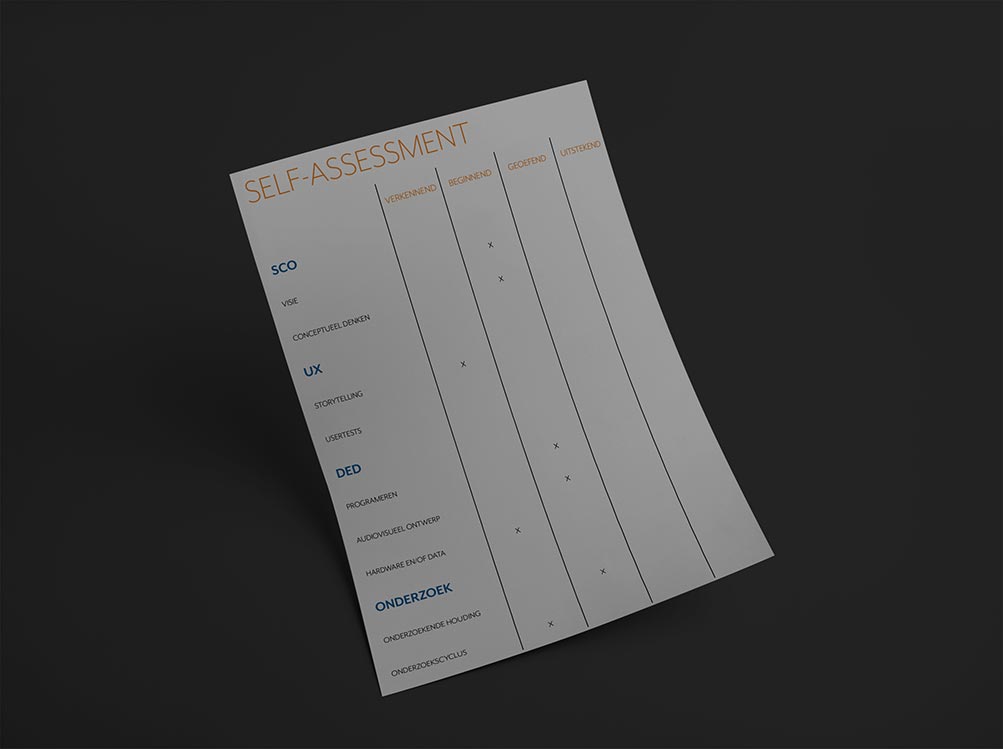 SELF-ASSESSMENT
VERKENNEND BEGINNEND GEOEFEND UITSTEKEND
SCO
VISIE X
CONCEPTUEEL DENKEN X
UX
STORYTELLING X
USERTESTS
DED
PROGRAMEREN X
AUDIOVISUEEL ONTWERP X
HARDWARE EN/OF DATA X
ONDERZOEK
ONDERZOEKENDE HOUDING X
ONDERZOEKSCYCLUS X